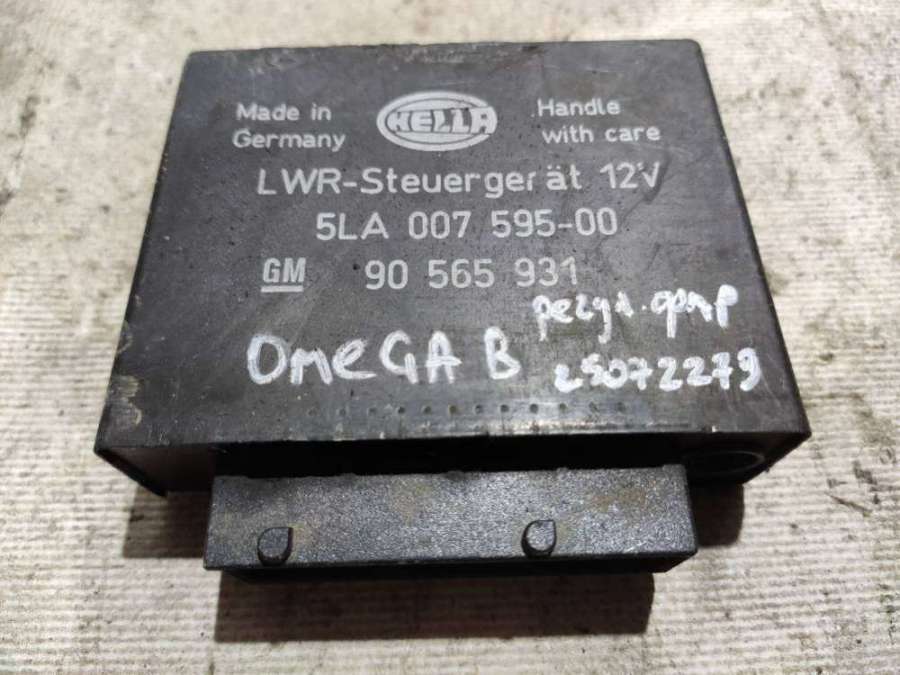 Made in HELLA Handle
Germany with care
LWR-Steuergerät 12V
5LA 007 595-00
GM 90 565 931
регул. фар
OmeGA B 25072279